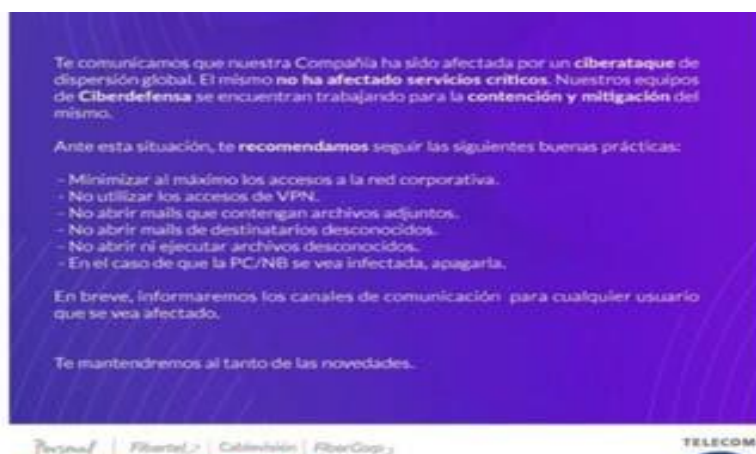 Te comunicamos que nuestra Compañía ha sido afectada por un ciberataque de
dispersión global. El mismo no ha afectado servicios críticos. Nuestros equipos
de Ciberdefensa se encuentran trabajando para la contención y mitigación del
mismo.
Ante esta situación, te recomendamos seguir las siguientes buenas prácticas:
- Minimizar al máximo los accesos a la red corporativa.
- No utilizar los accesos de VPN.
- No abrir mails que contengan archivos adjuntos.
- No abrir mails de destinatarios desconocidos.
- No abrir ni ejecutar archivos desconocidos.
- En el caso de que la PC/NB se vea infectada, apagarla.
En breve, informaremos los canales de comunicación para cualquier usuario
que se vea afectado.
Te mantendremos al tanto de las novedades.
Personal | Fibertel | Cablevisión | FiberCorp
TELECOM